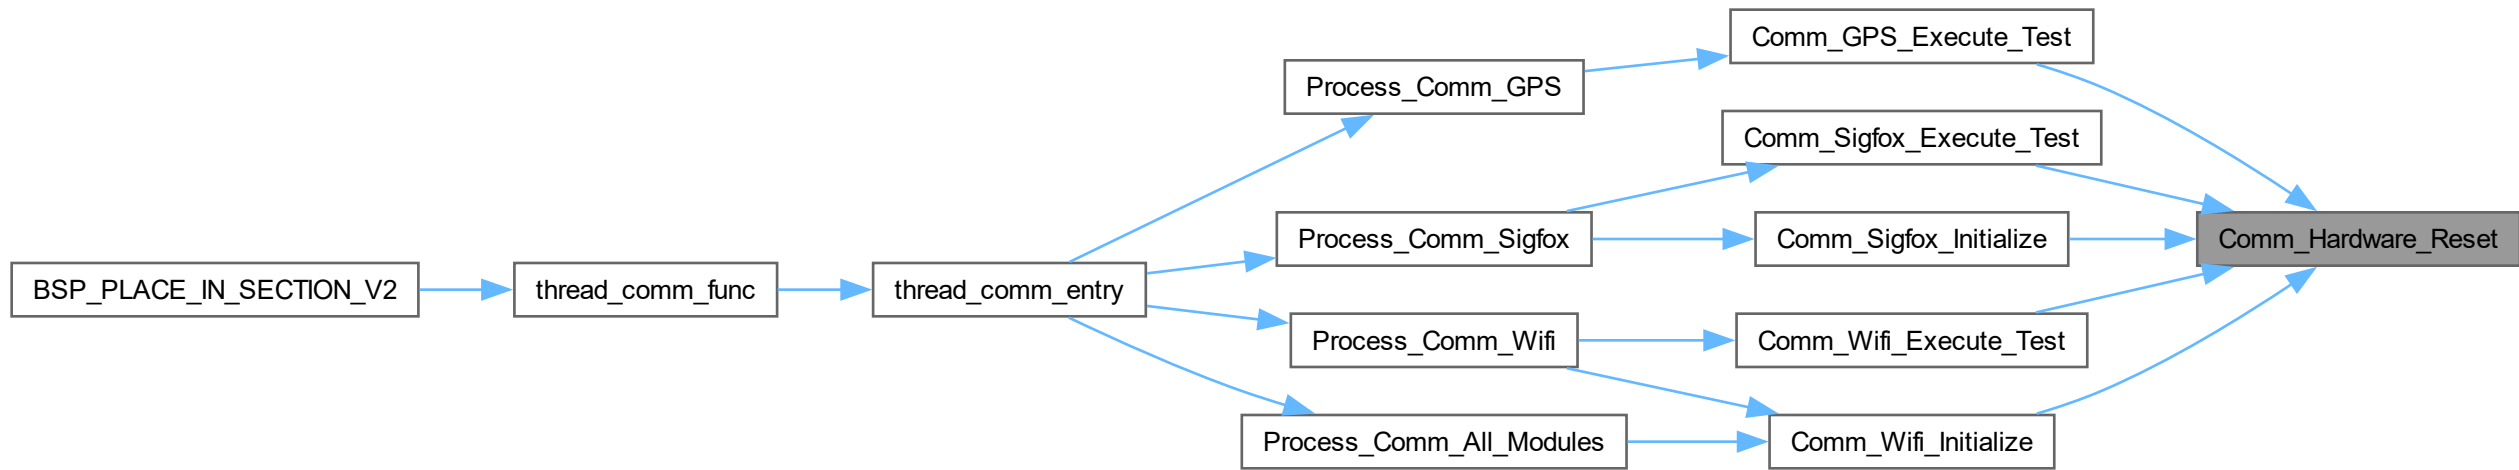 Comm_GPS_Execute_Test
Process_Comm_GPS
Comm_Sigfox_Execute_Test
Process_Comm_Sigfox
Comm_Sigfox_Initialize
Comm_Hardware_Reset
BSP_PLACE_IN_SECTION_V2
thread_comm_func
thread_comm_entry
Process_Comm_Wifi
Comm_Wifi_Execute_Test
Process_Comm_All_Modules
Comm_Wifi_Initialize